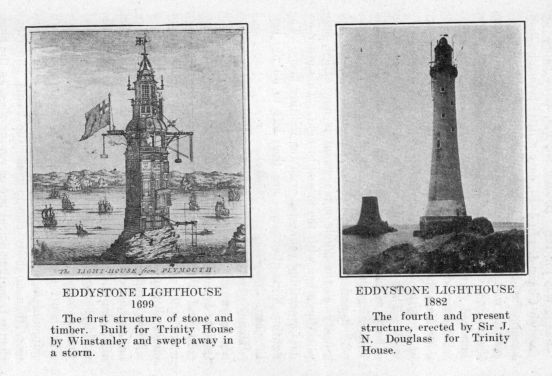 The LIGHT-HOUSE from PLYMOUTH.
EDDYSTONE LIGHTHOUSE
1699
The first structure of stone and
timber. Built for Trinity House
by Winstanley and swept away in
a storm.
EDDYSTONE LIGHTHOUSE
1882
The fourth and present
structure, erected by Sir J.
N. Douglass for Trinity
House.